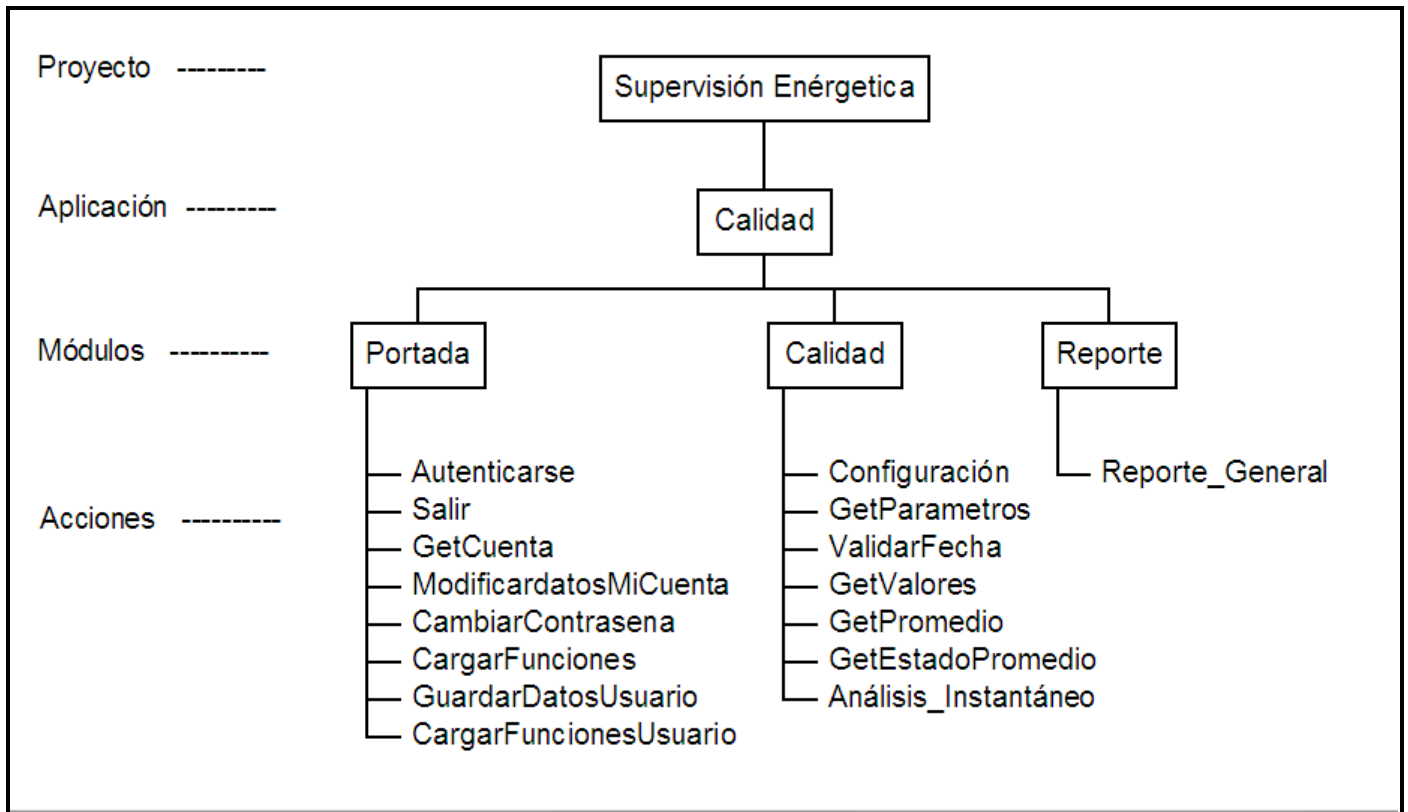 Proyecto ---------
Supervisión Enérgetica
Aplicación ---------
Calidad
Módulos ----------
Portada
Calidad
Reporte
Acciones ----------
Autenticarse
Salir
GetCuenta
ModificardatosMiCuenta
CambiarContrasena
CargarFunciones
GuardarDatosUsuario
CargarFuncionesUsuario
Configuración
GetParametros
ValidarFecha
GetValores
GetPromedio
GetEstadoPromedio
Análisis_Instantáneo
Reporte_General